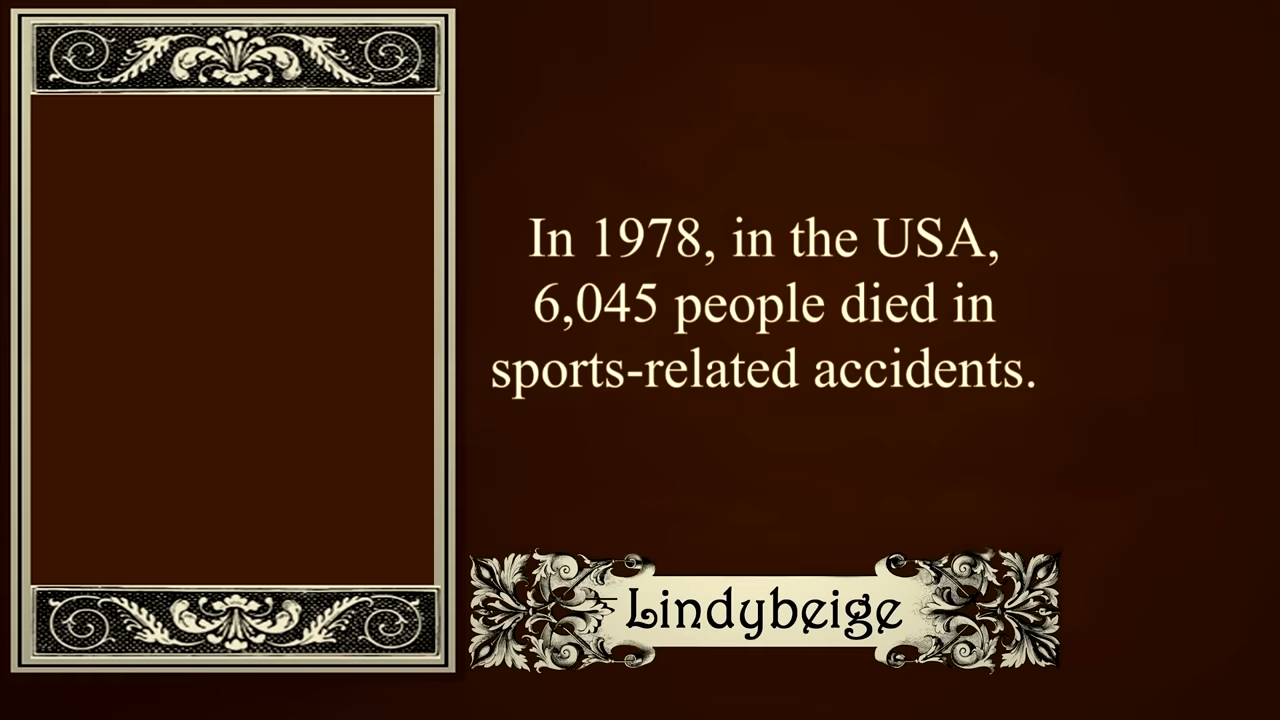 In 1978, in the USA,
6,045 people died in
sports-related accidents.
Lindybeige